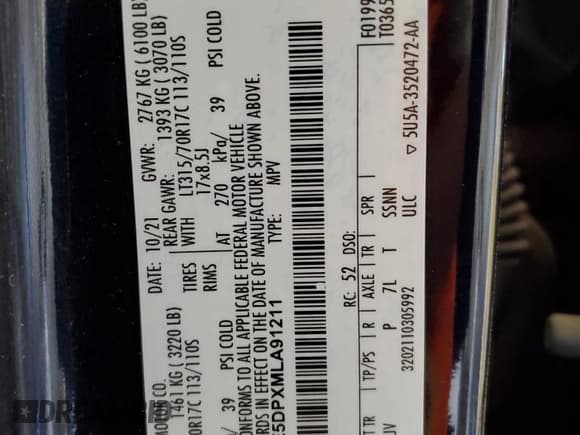 MOTOR CO.
DATE: 10/21 GVWR: 2767 KG ( 6100 LB)
1461 KG ( 3220 LB) REAR GAWR: 1393 KG ( 3070 LB)
70R17C 113/110S TIRES WITH LT315/70R17C 113/110S
RIMS 17x8.5J
/ 39 PSI COLD AT 270 kPa/ 39 PSI COLD
ONFORMS TO ALL APPLICABLE FEDERAL MOTOR VEHICLE
ARDS IN EFFECT ON THE DATE OF MANUFACTURE SHOWN ABOVE.
E5DPXMLA91211 TYPE: MPV
F0199
T0365
RC: 52 DSO:
T TR TP/PS R AXLE TR SPR
UV P 7L T SSNN
ULC
3202110305992 ▽ 5U5A-3520472-AA